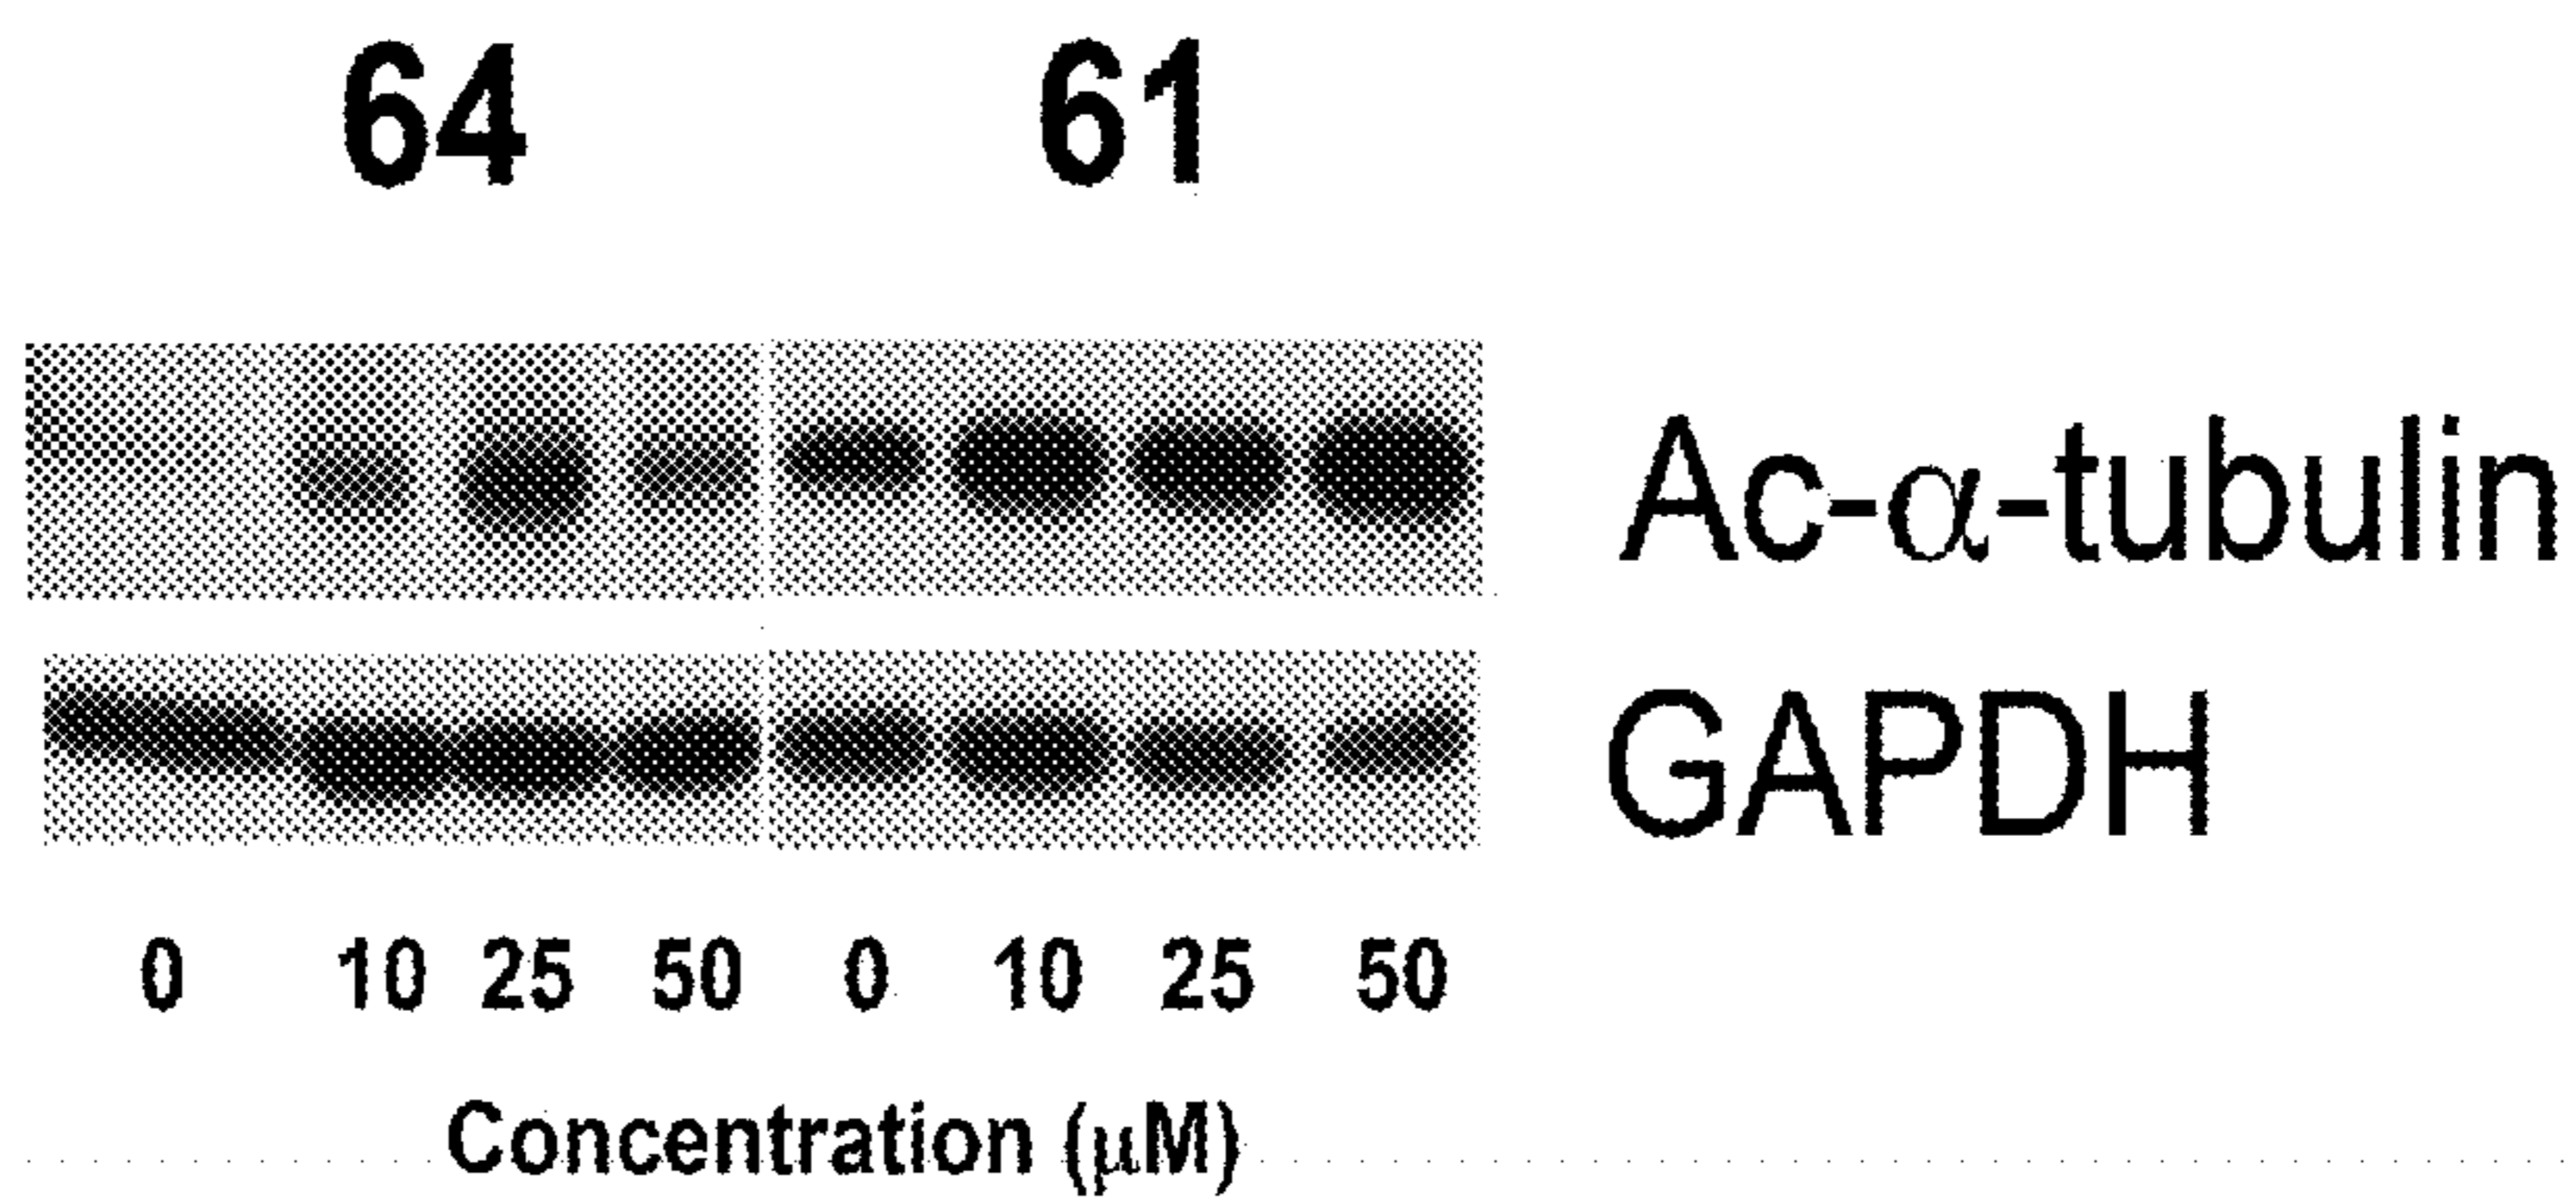 64 61
Ac-α-tubulin
GAPDH
0 10 25 50 0 10 25 50
Concentration (μM)